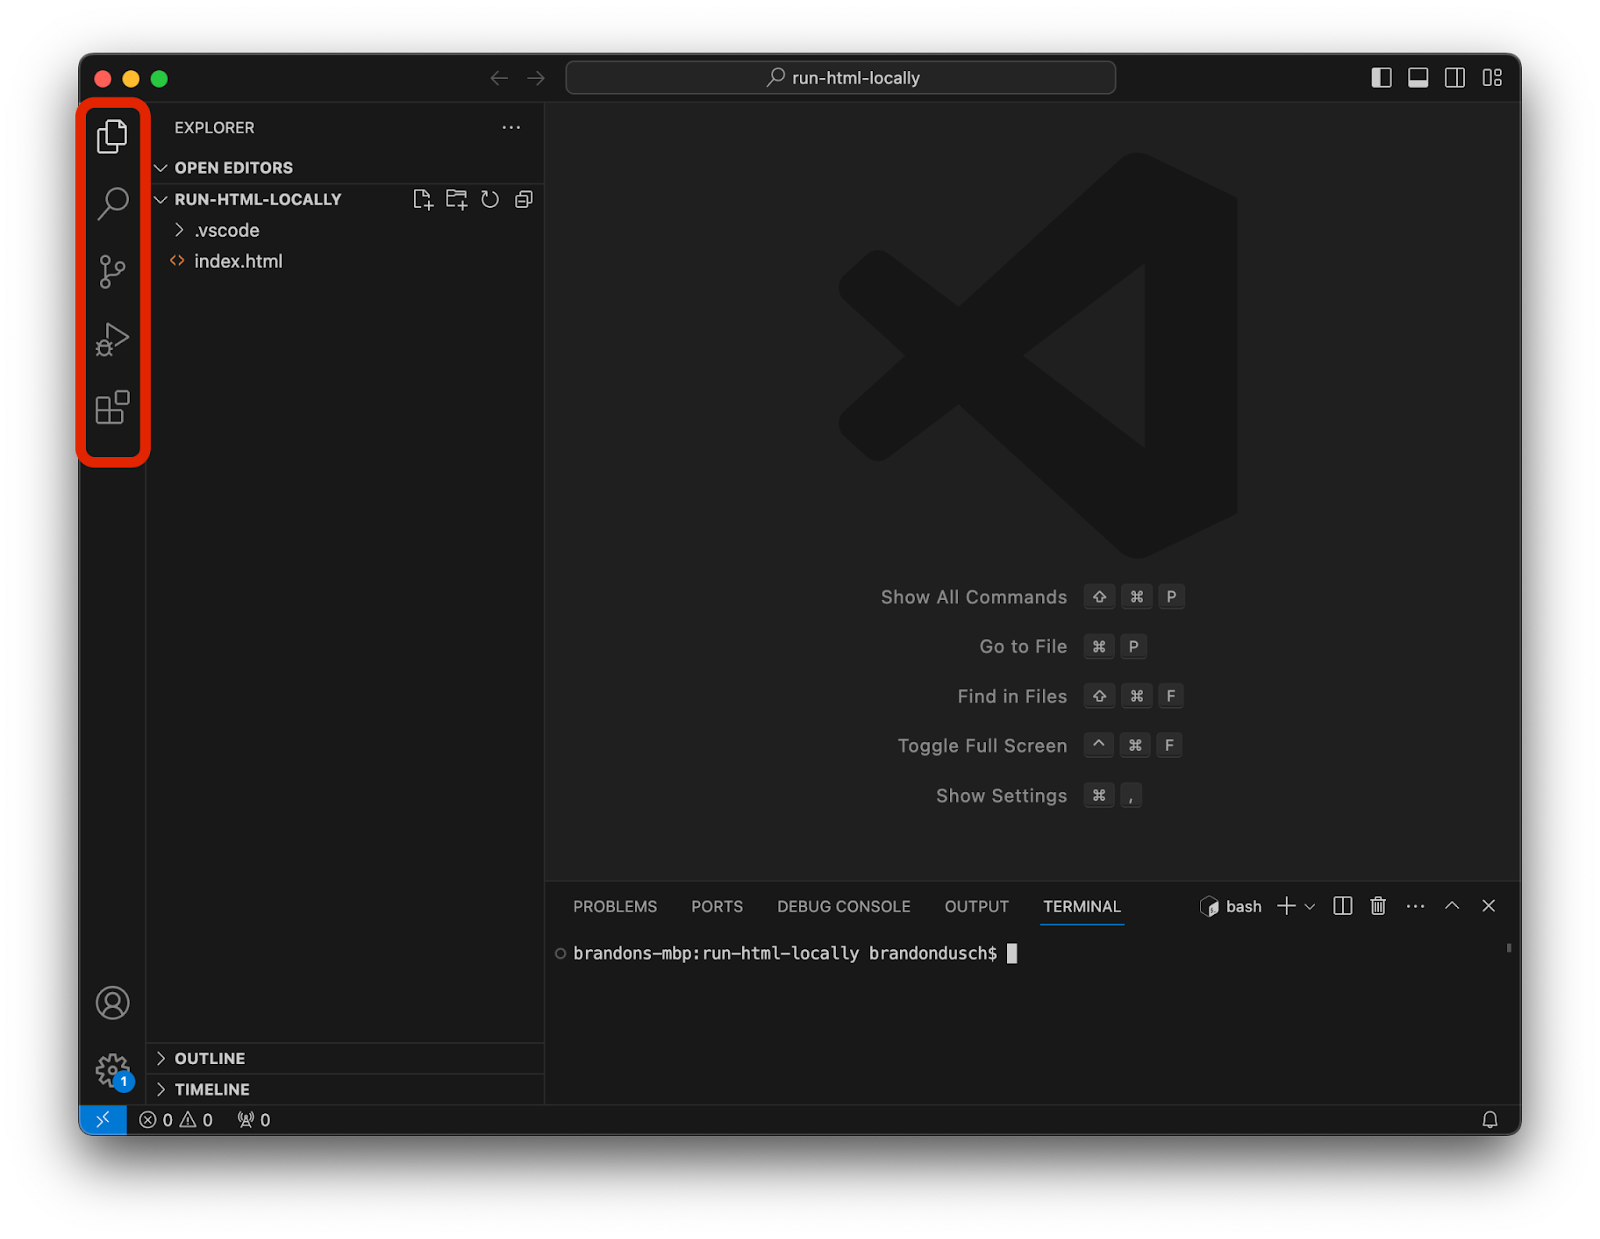 run-html-locally
EXPLORER
OPEN EDITORS
RUN-HTML-LOCALLY
.vscode
index.html
Show All Commands ⇧ ⌘ P
Go to File ⌘ P
Find in Files ⇧ ⌘ F
Toggle Full Screen ^ ⌘ F
Show Settings ⌘ ,
PROBLEMS PORTS DEBUG CONSOLE OUTPUT TERMINAL bash
brandons-mbp:run-html-locally brandondusch$
OUTLINE
1
TIMELINE
0 0 0